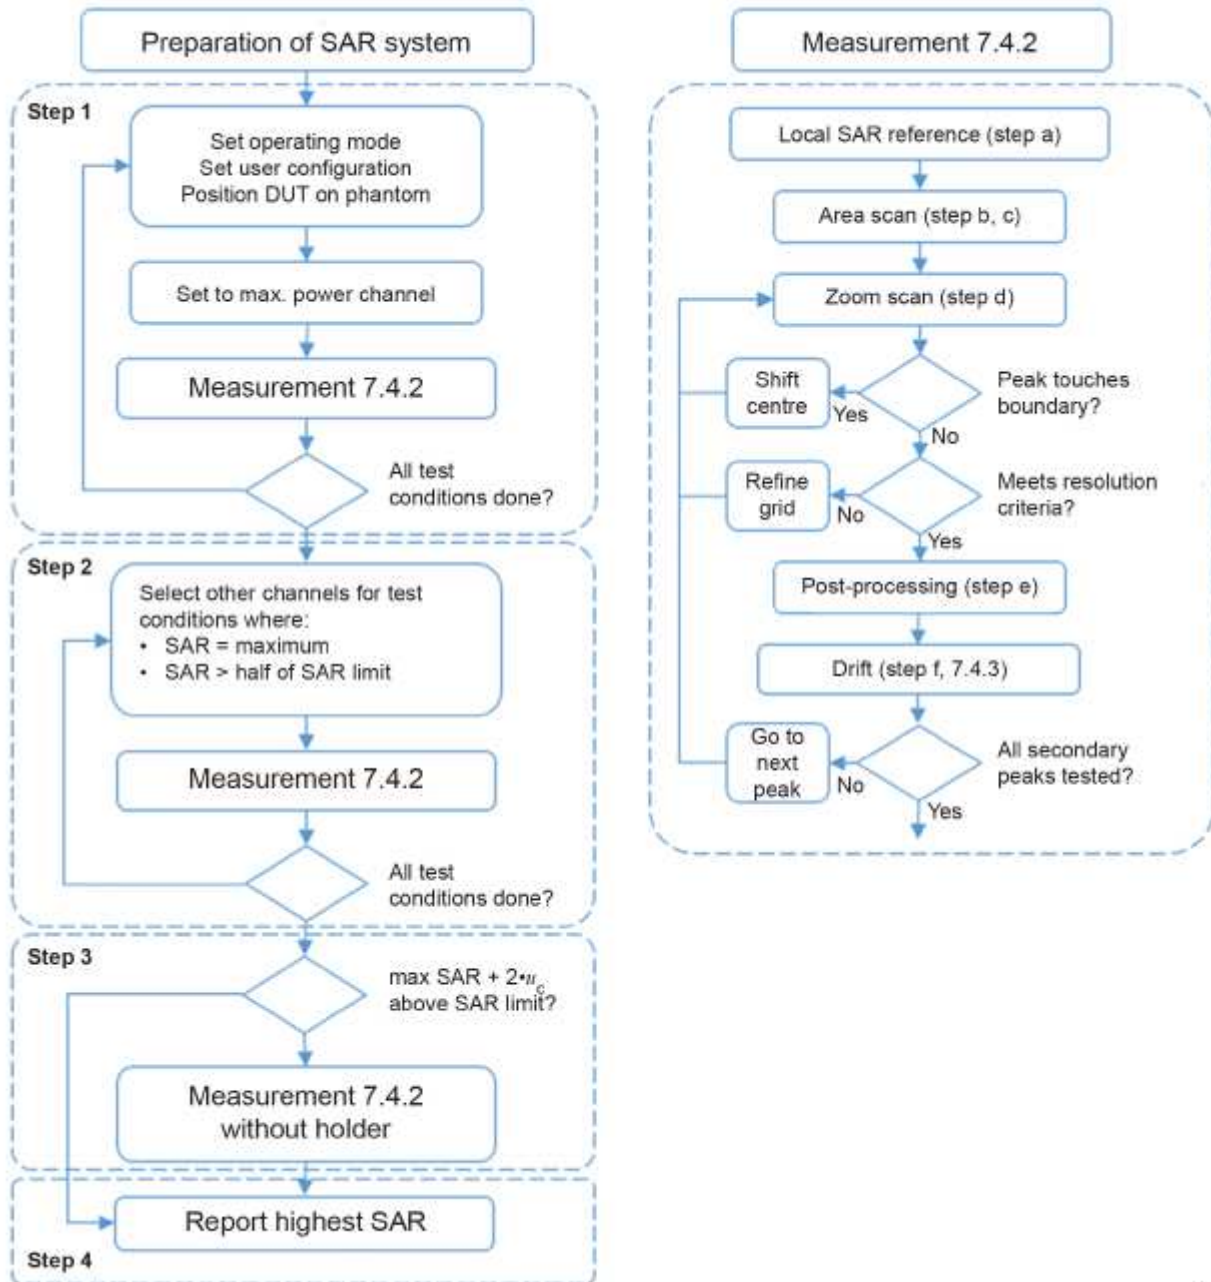 Preparation of SAR system
Step 1
Set operating mode
Set user configuration
Position DUT on phantom
Set to max. power channel
Measurement 7.4.2
All test
conditions done?
Step 2
Select other channels for test
conditions where:
• SAR = maximum
• SAR > half of SAR limit
Measurement 7.4.2
All test
conditions done?
Step 3
max SAR + 2•uc
above SAR limit?
Measurement 7.4.2
without holder
Report highest SAR
Step 4
Measurement 7.4.2
Local SAR reference (step a)
Area scan (step b, c)
Zoom scan (step d)
Shift
centre
Yes
Peak touches
boundary?
No
Refine
grid
No
Meets resolution
criteria?
Yes
Post-processing (step e)
Drift (step f, 7.4.3)
Go to
next
peak
No
All secondary
peaks tested?
Yes